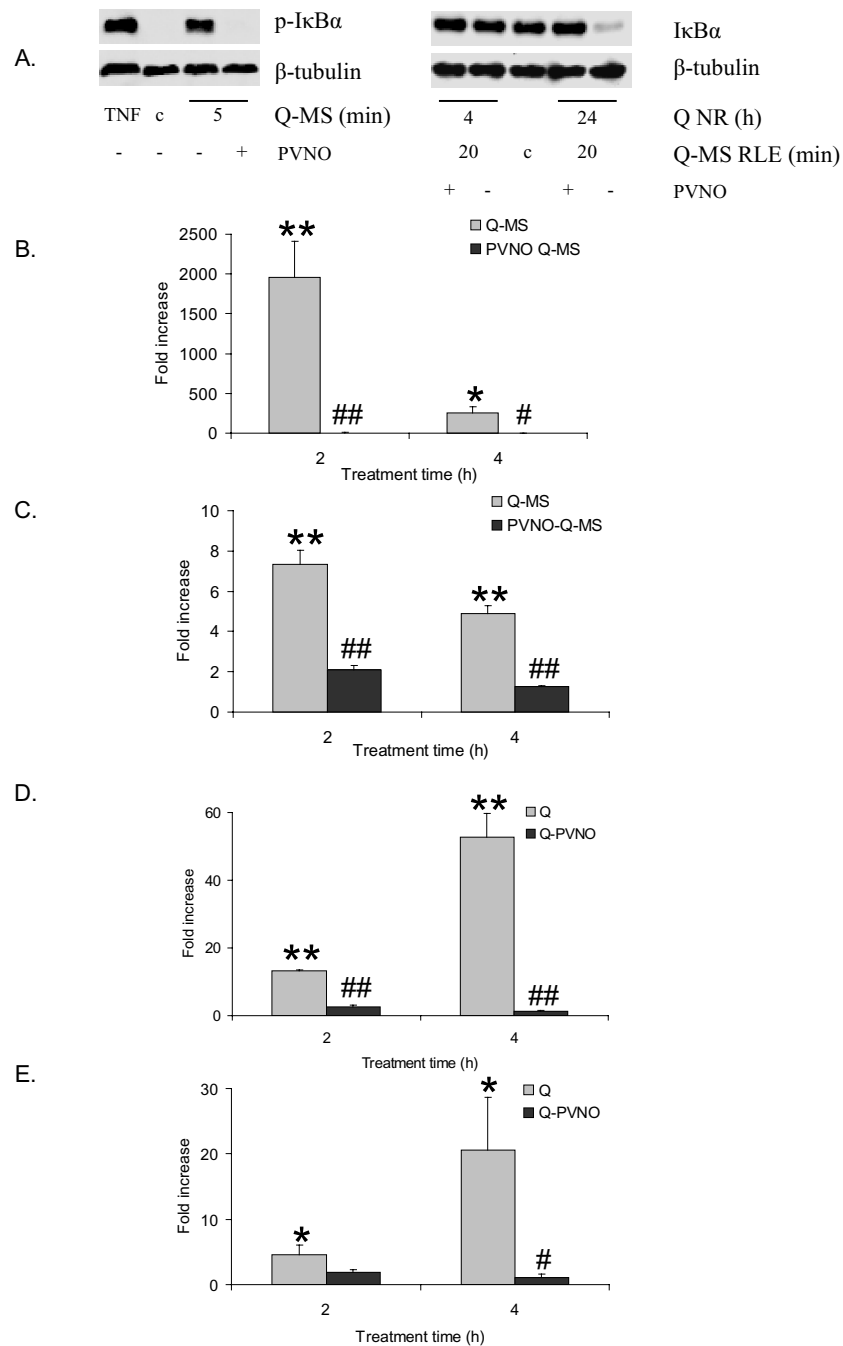 A.
p-IκBα
β-tubulin
TNF c 5 Q-MS (min)
- - - + PVNO
IκBα
β-tubulin
4 24 Q NR (h)
20 c 20 Q-MS RLE (min)
+ - + - PVNO
B.
Q-MS
PVNO Q-MS
Fold increase
2500
2000
1500
1000
500
0
** ## * #
2 4
Treatment time (h)
C.
Q-MS
PVNO-Q-MS
Fold increase
10
8
6
4
2
0
** ## ** ##
2 4
Treatment time (h)
D.
Q
Q-PVNO
Fold increase
60
40
20
0
** ## ** ##
2 4
Treatment time (h)
E.
Q
Q-PVNO
Fold increase
30
20
10
0
* * #
2 4
Treatment time (h)